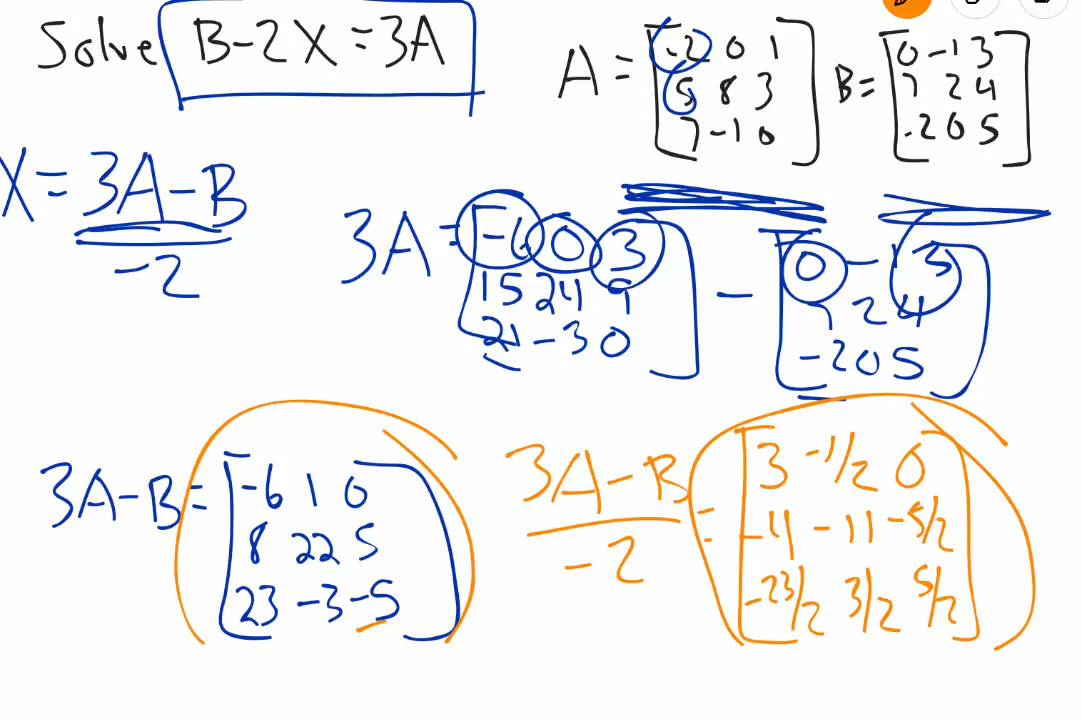 Solve B-2X=3A
A = [-2 0 1
5 8 3
7 -1 0]
B = [0 -1 3
7 2 4
-2 0 5]
X = 3A-B
-2
3A = [-6 0 3
15 24 9
21 -3 0]
- [0 -1 3
7 2 4
-2 0 5]
3A-B = [-6 1 0
8 22 5
23 -3 -5]
3A-B
-2
= [3 -1/2 0
-4 -11 -5/2
-23/2 3/2 5/2]